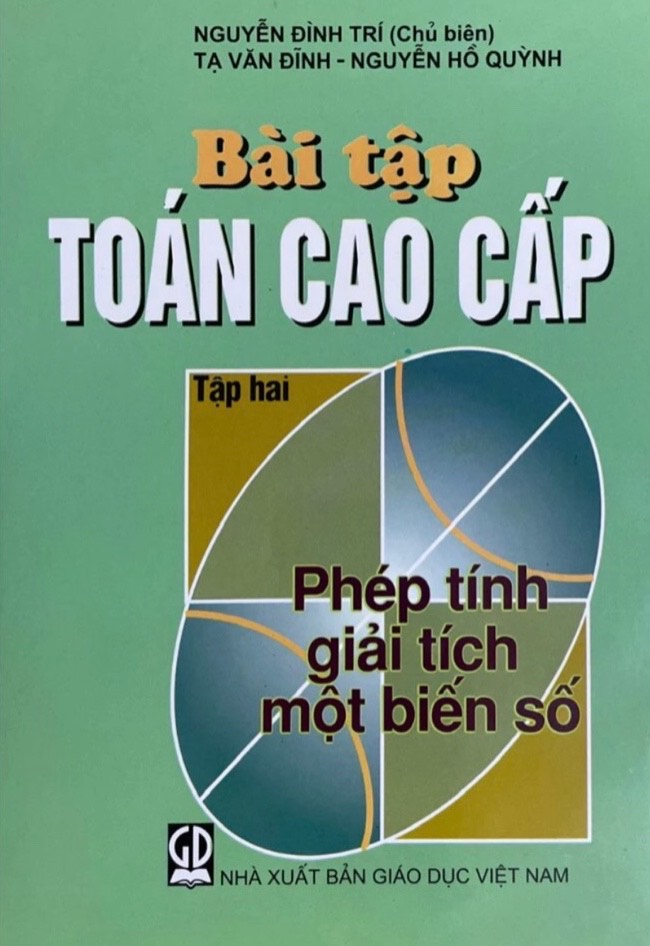 NGUYỄN ĐÌNH TRÍ (Chủ biên)
TẠ VĂN ĐĨNH - NGUYỄN HỒ QUỲNH
Bài tập
TOÁN CAO CẤP
Tập hai
Phép tính
giải tích
một biến số
GD
NHÀ XUẤT BẢN GIÁO DỤC VIỆT NAM